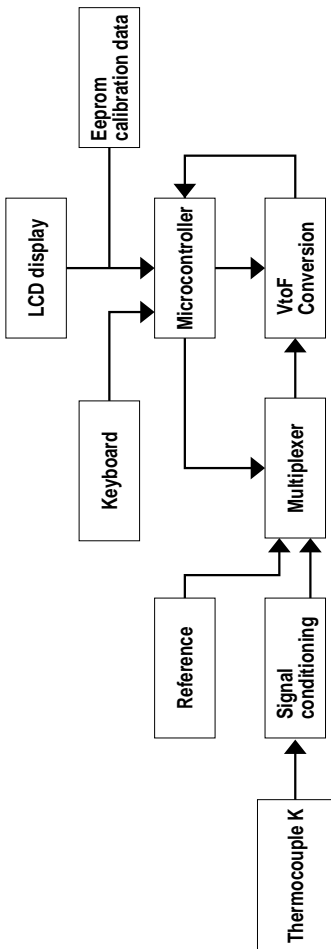 Eeprom
calibration data
LCD display
Microcontroller
VtoF
Conversion
Keyboard
Multiplexer
Reference
Signal
conditioning
Thermocouple K